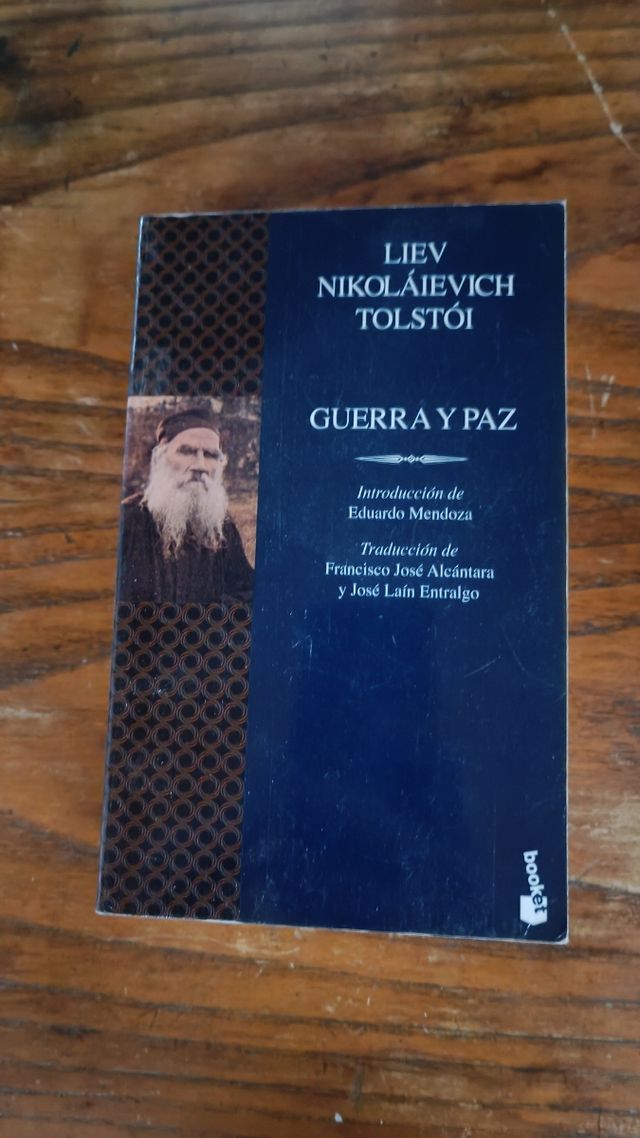 LIEV
NIKOLÁIEVICH
TOLSTÓI
GUERRA Y PAZ
Introducción de
Eduardo Mendoza
Traducción de
Francisco José Alcántara
y José Laín Entralgo
booket